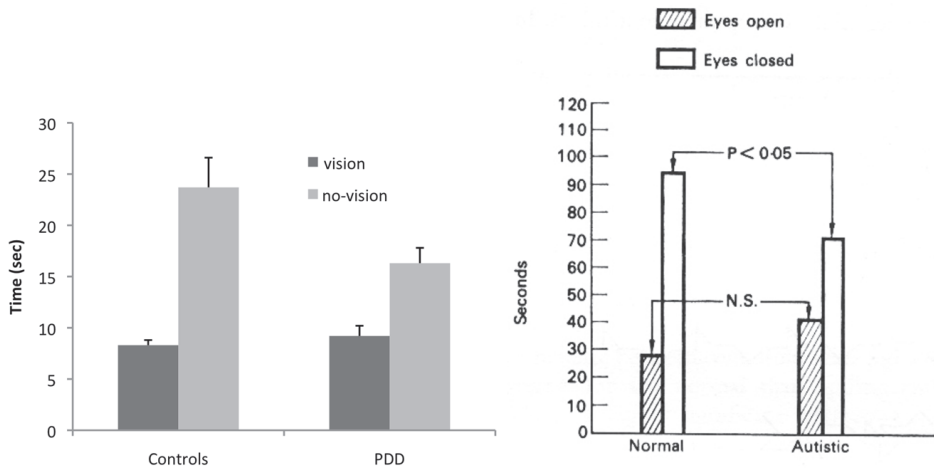 30
25
20
15
10
5
0
Time (sec)
vision
no-vision
Controls
PDD
Eyes open
Eyes closed
120
110
100
90
80
70
60
50
40
30
20
10
0
Seconds
P< 0·05
N.S.
Normal
Autistic